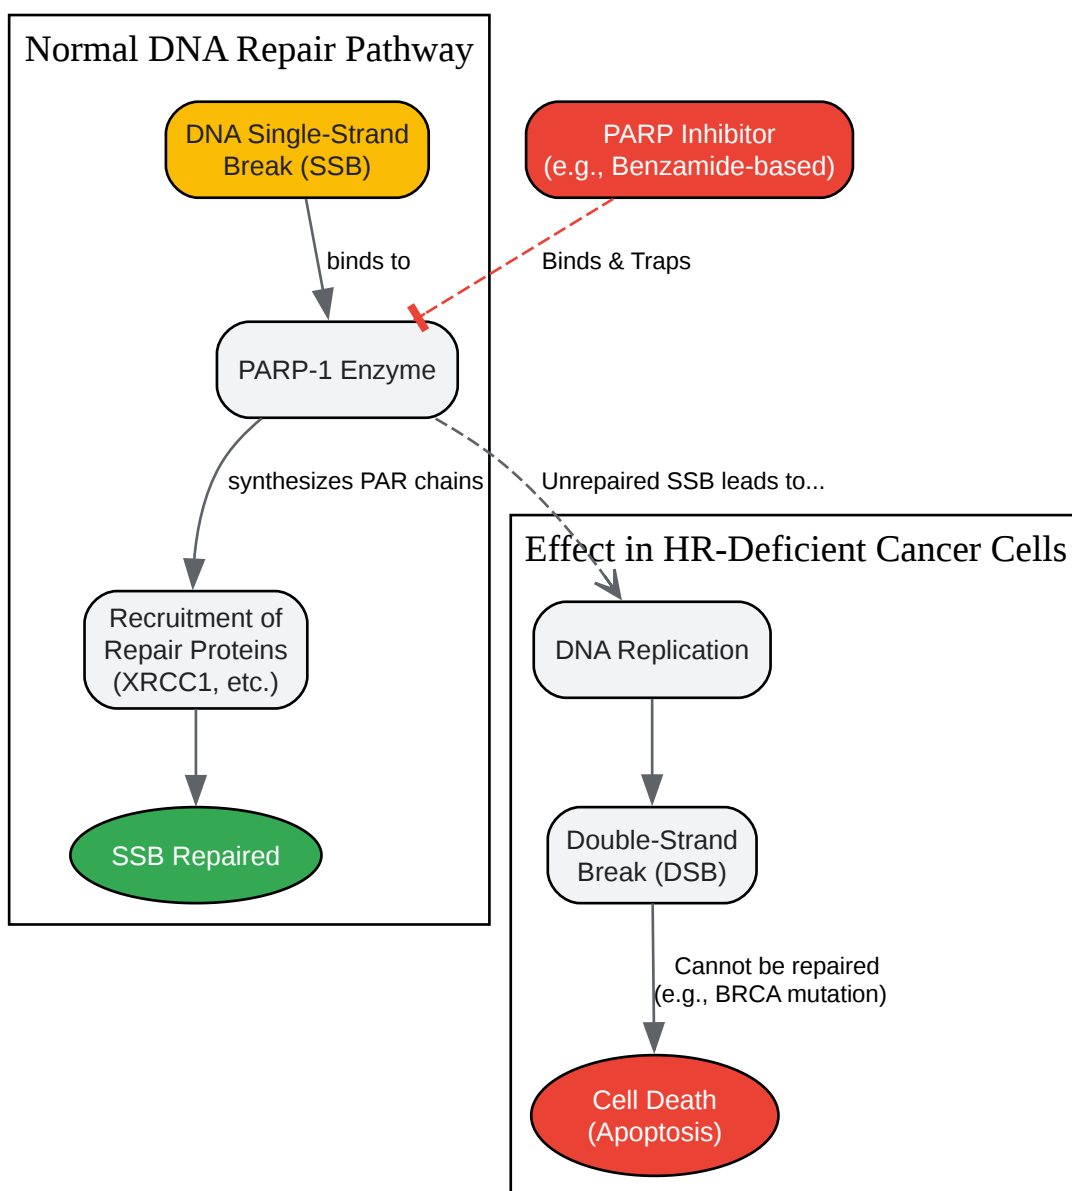 Normal DNA Repair Pathway
DNA Single-Strand
Break (SSB)
PARP Inhibitor
(e.g., Benzamide-based)
binds to
Binds & Traps
PARP-1 Enzyme
synthesizes PAR chains
Unrepaired SSB leads to...
Effect in HR-Deficient Cancer Cells
Recruitment of
Repair Proteins
(XRCC1, etc.)
DNA Replication
SSB Repaired
Double-Strand
Break (DSB)
Cannot be repaired
(e.g., BRCA mutation)
Cell Death
(Apoptosis)